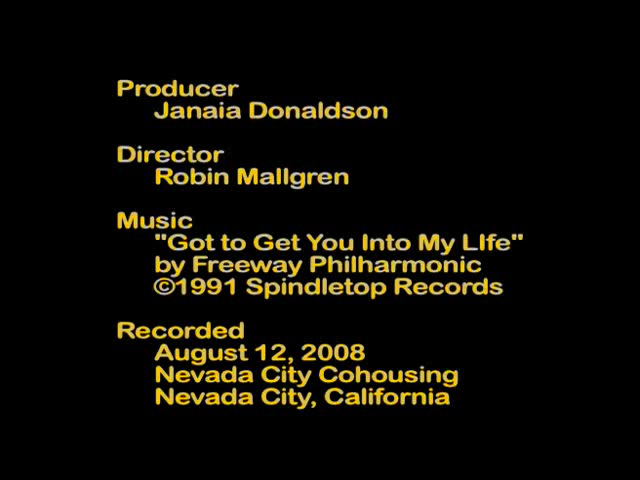 Producer
Janaia Donaldson
Director
Robin Mallgren
Music
"Got to Get You Into My LIfe"
by Freeway Philharmonic
©1991 Spindletop Records
Recorded
August 12, 2008
Nevada City Cohousing
Nevada City, California